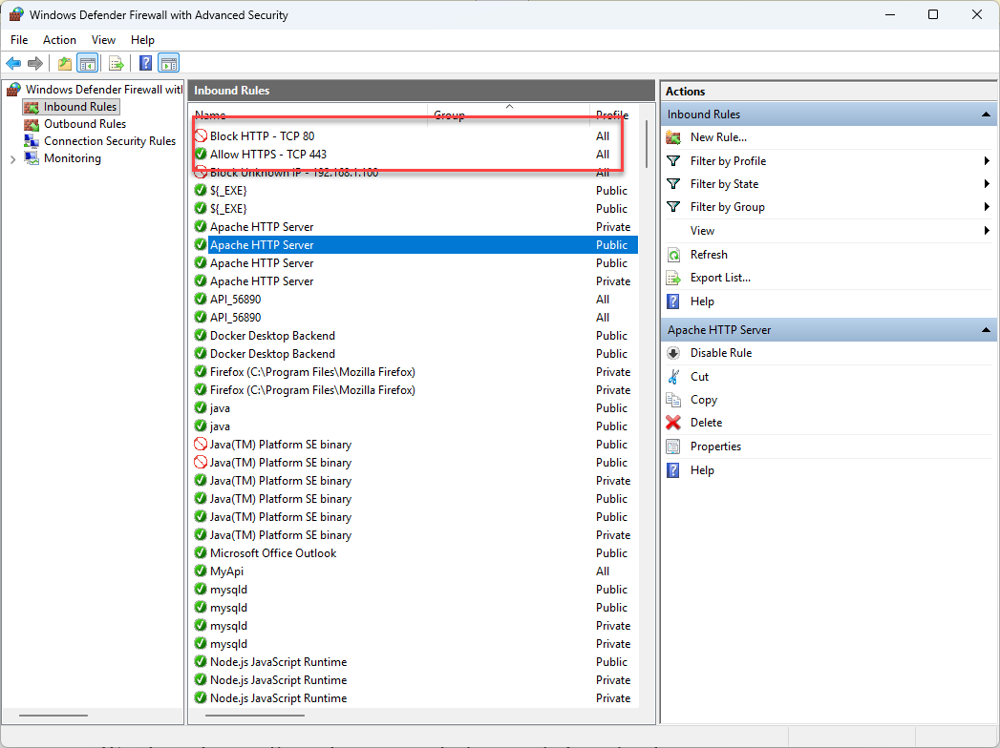 Windows Defender Firewall with Advanced Security
File Action View Help
Windows Defender Firewall wit
Inbound Rules
Outbound Rules
Connection Security Rules
Monitoring
Inbound Rules
Name Group Profile
Block HTTP - TCP 80 All
Allow HTTPS - TCP 443 All
Block Unknown IP - 192.168.1.100 All
${_EXE} Public
${_EXE} Public
Apache HTTP Server Private
Apache HTTP Server Public
Apache HTTP Server Public
Apache HTTP Server Private
API_56890 All
API_56890 All
Docker Desktop Backend Public
Docker Desktop Backend Public
Firefox (C:\Program Files\Mozilla Firefox) Private
Firefox (C:\Program Files\Mozilla Firefox) Private
java Public
java Public
Java(TM) Platform SE binary Public
Java(TM) Platform SE binary Public
Java(TM) Platform SE binary Private
Java(TM) Platform SE binary Public
Java(TM) Platform SE binary Public
Java(TM) Platform SE binary Private
Microsoft Office Outlook Public
MyApi All
mysqld Public
mysqld Public
mysqld Private
mysqld Private
Node.js JavaScript Runtime Public
Node.js JavaScript Runtime Private
Node.js JavaScript Runtime Private
Actions
Inbound Rules
New Rule...
Filter by Profile
Filter by State
Filter by Group
View
Refresh
Export List...
Help
Apache HTTP Server
Disable Rule
Cut
Copy
Delete
Properties
Help